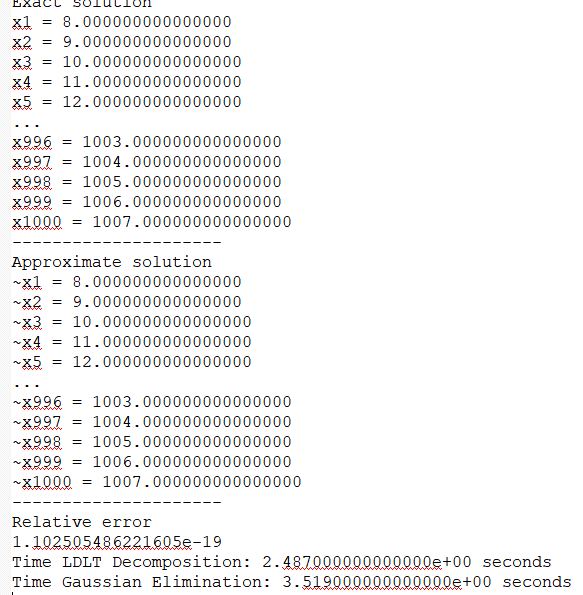 Exact solution
x1 = 8.000000000000000
x2 = 9.000000000000000
x3 = 10.000000000000000
x4 = 11.000000000000000
x5 = 12.000000000000000
...
x996 = 1003.000000000000000
x997 = 1004.000000000000000
x998 = 1005.000000000000000
x999 = 1006.000000000000000
x1000 = 1007.000000000000000
---------------------
Approximate solution
~x1 = 8.000000000000000
~x2 = 9.000000000000000
~x3 = 10.000000000000000
~x4 = 11.000000000000000
~x5 = 12.000000000000000
...
~x996 = 1003.000000000000000
~x997 = 1004.000000000000000
~x998 = 1005.000000000000000
~x999 = 1006.000000000000000
~x1000 = 1007.000000000000000
---------------------
Relative error
1.102505486221605e-19
Time LDLT Decomposition: 2.487000000000000e+00 seconds
Time Gaussian Elimination: 3.519000000000000e+00 seconds